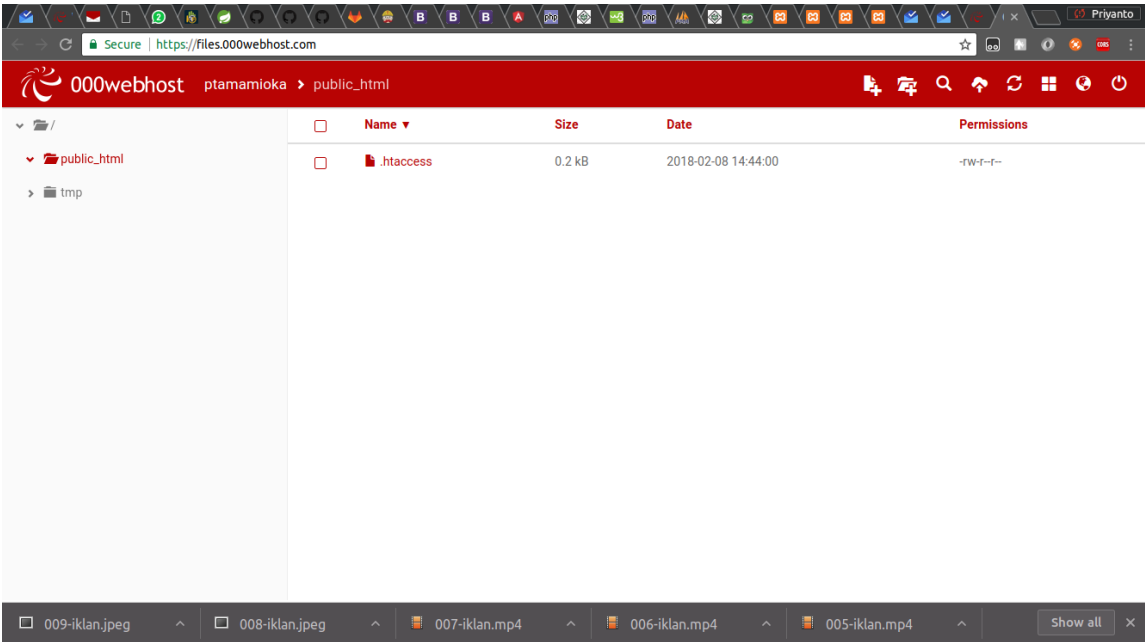 Priyanto
Secure | https://files.000webhost.com
000webhost ptamamioka > public_html
/
public_html
tmp
Name ▼ Size Date Permissions
.htaccess 0.2 kB 2018-02-08 14:44:00 -rw-r--r--
009-iklan.jpeg 008-iklan.jpeg 007-iklan.mp4 006-iklan.mp4 005-iklan.mp4 Show all